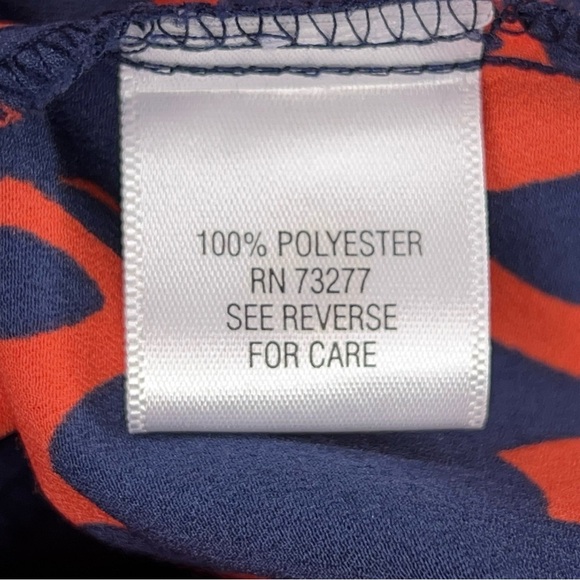 100% POLYESTER
RN 73277
SEE REVERSE
FOR CARE